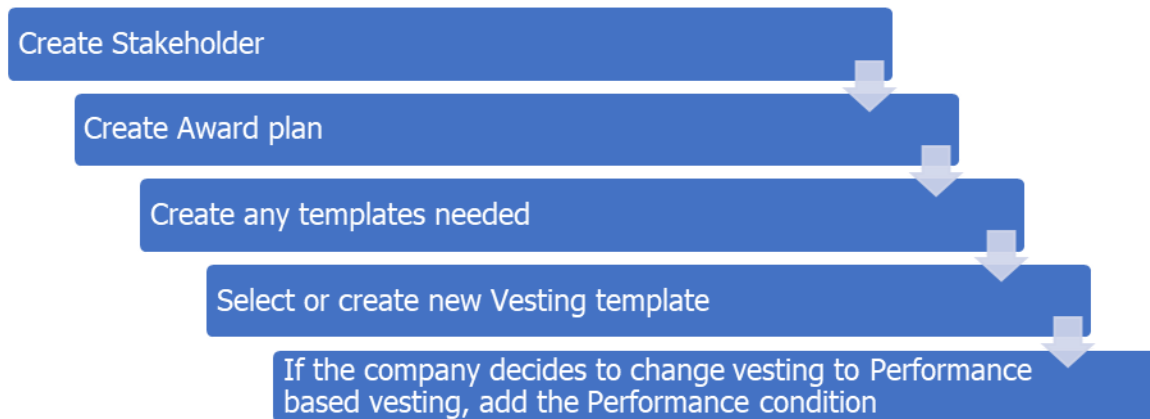 Create Stakeholder
Create Award plan
Create any templates needed
Select or create new Vesting template
If the company decides to change vesting to Performance
based vesting, add the Performance condition